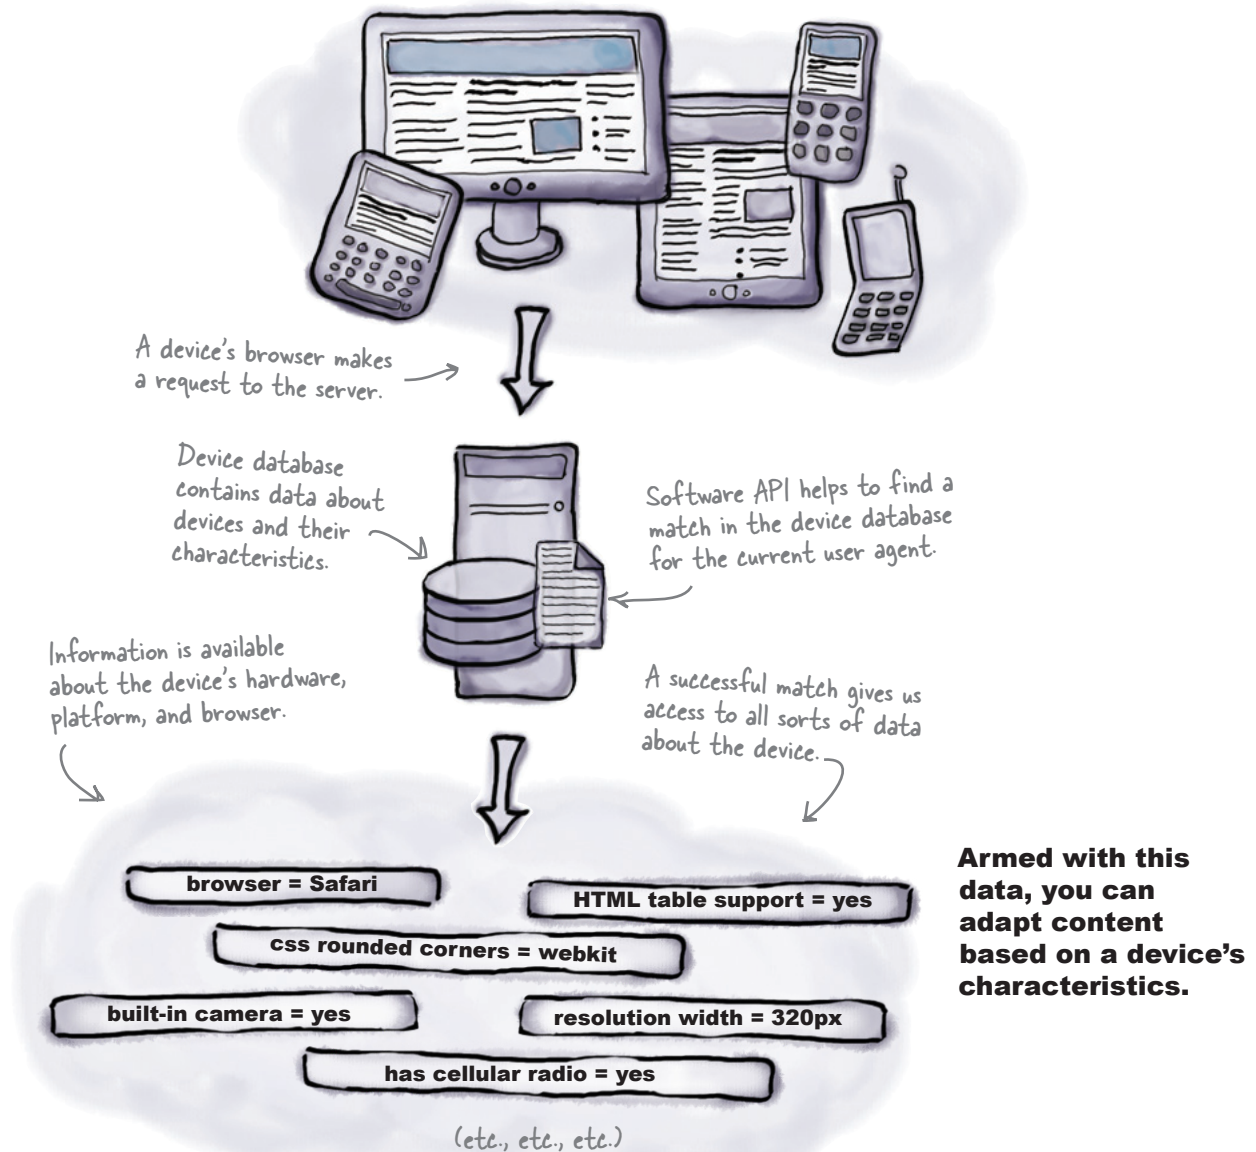 A device's browser makes
a request to the server.
Device database
contains data about
devices and their
characteristics.
Software API helps to find a
match in the device database
for the current user agent.
Information is available
about the device's hardware,
platform, and browser.
A successful match gives us
access to all sorts of data
about the device.
browser = Safari
HTML table support = yes
css rounded corners = webkit
built-in camera = yes
resolution width = 320px
has cellular radio = yes
(etc., etc., etc.)
Armed with this
data, you can
adapt content
based on a device's
characteristics.